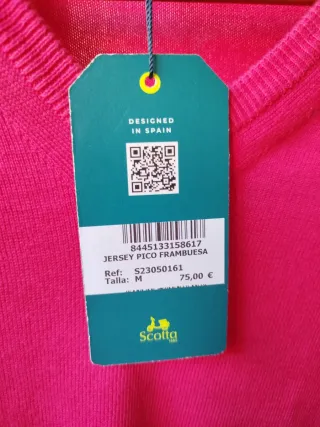 DESIGNED
IN SPAIN
8445133158617
JERSEY PICO FRAMBUESA
Ref: S23050161
Talla: M 75,00 €
Scotta